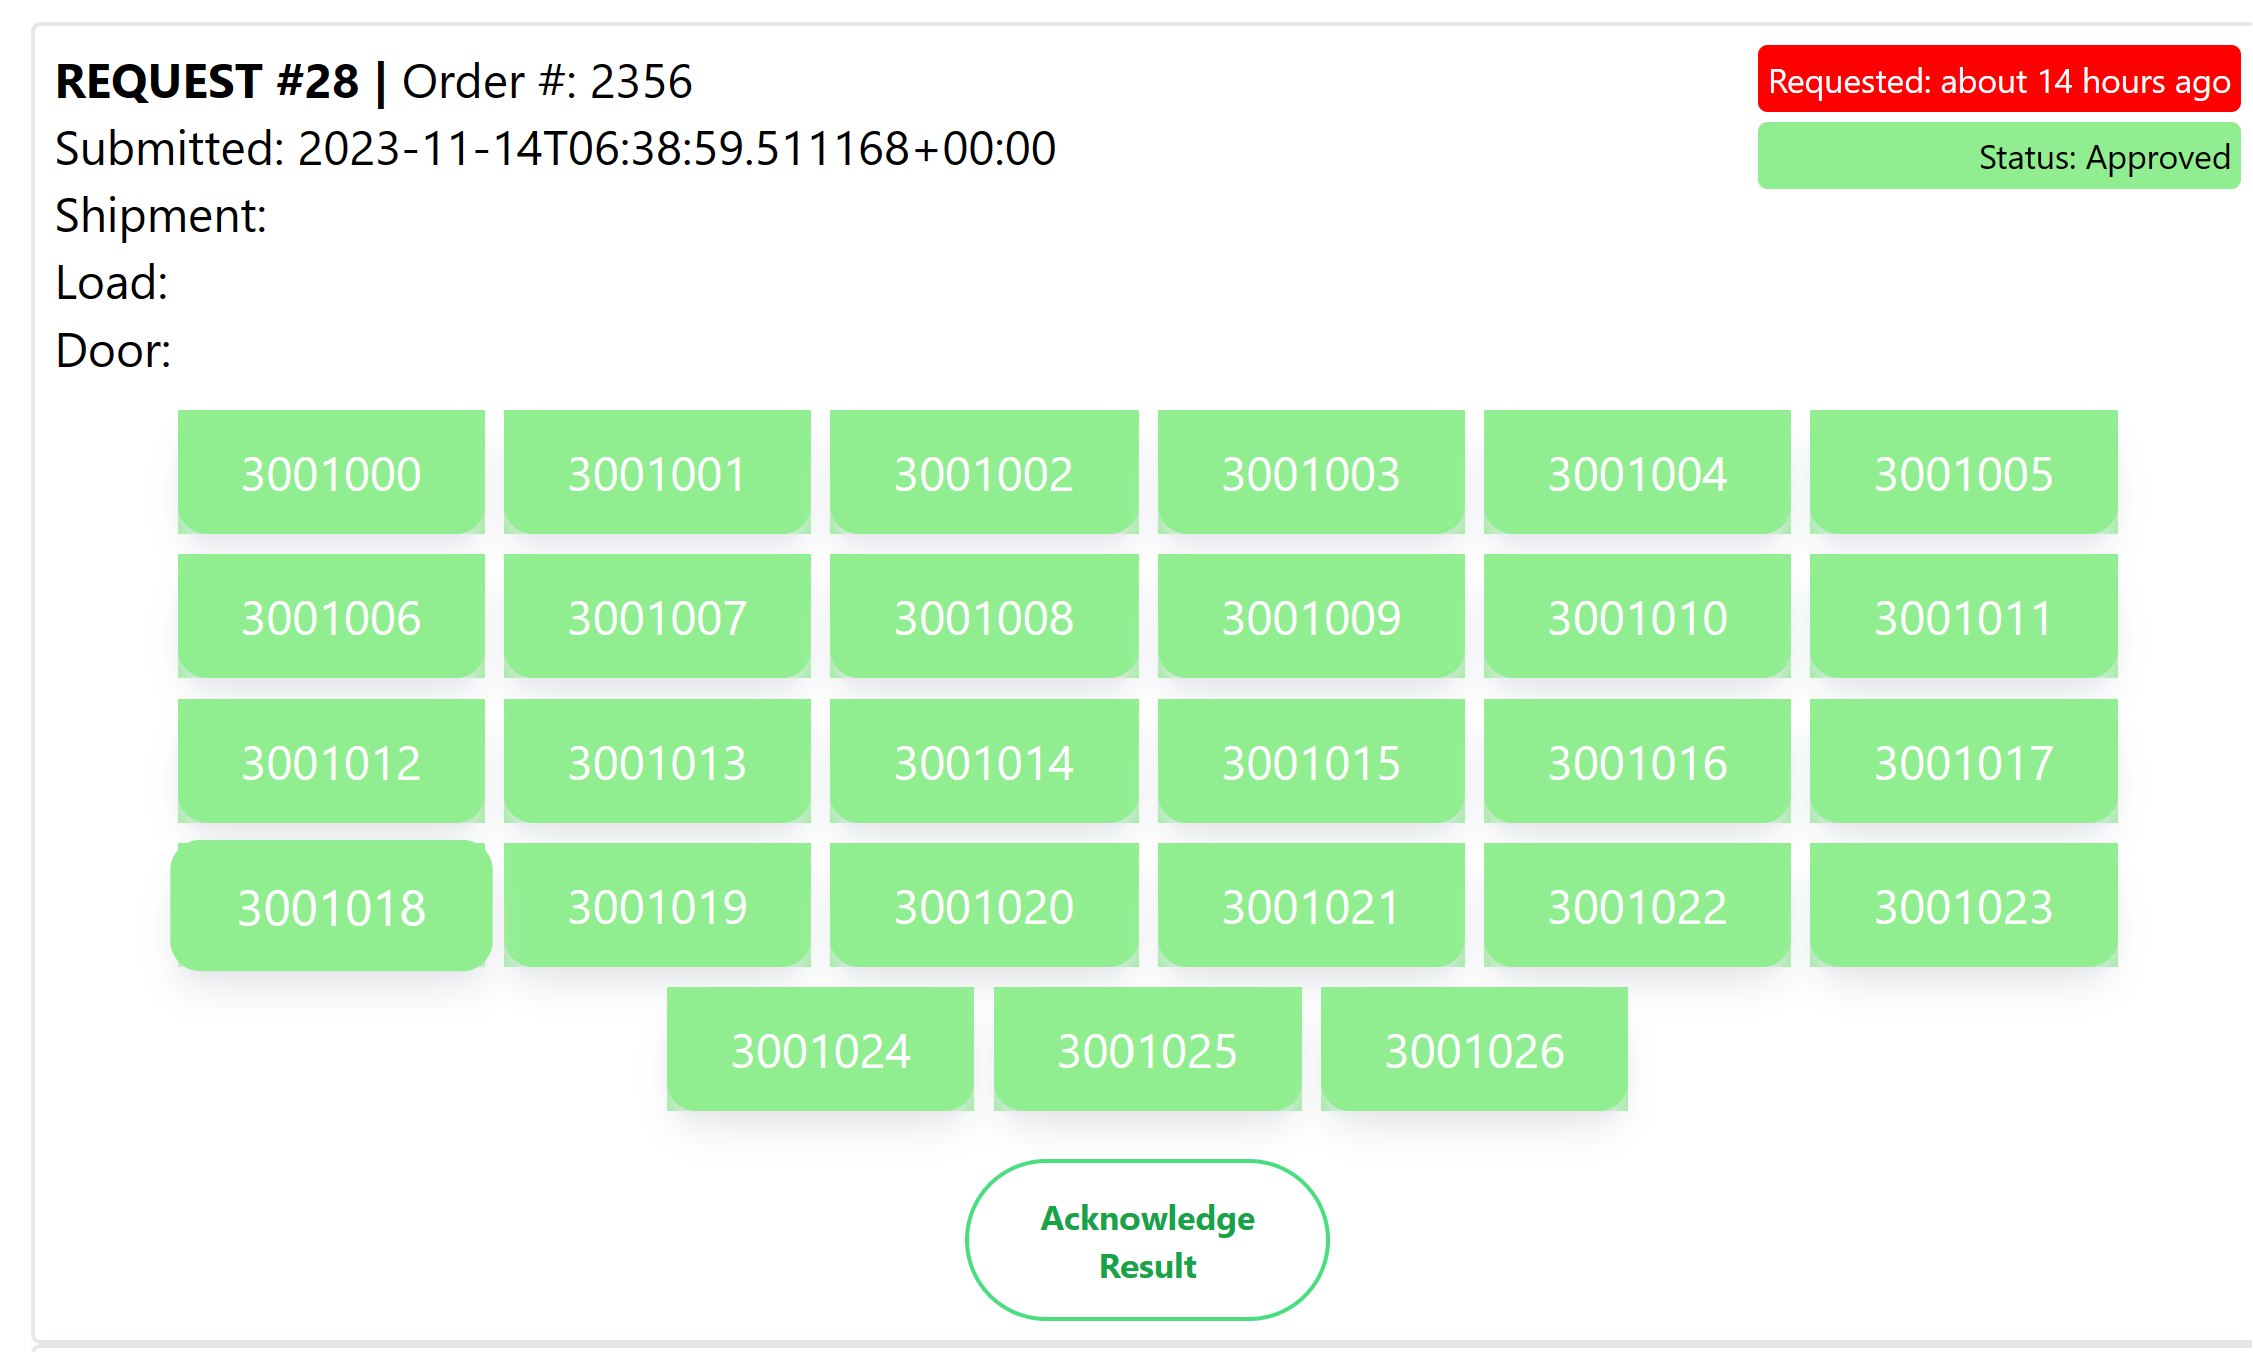 REQUEST #28 | Order #: 2356
Requested: about 14 hours ago
Submitted: 2023-11-14T06:38:59.511168+00:00
Status: Approved
Shipment:
Load:
Door:
3001000 3001001 3001002 3001003 3001004 3001005
3001006 3001007 3001008 3001009 3001010 3001011
3001012 3001013 3001014 3001015 3001016 3001017
3001018 3001019 3001020 3001021 3001022 3001023
3001024 3001025 3001026
Acknowledge
Result